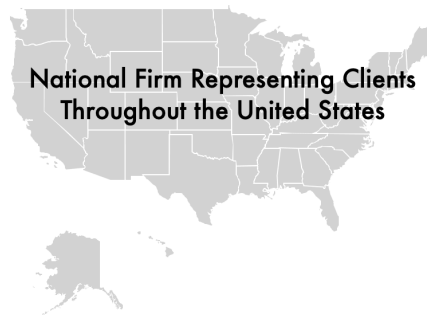 National Firm Representing Clients
Throughout the United States